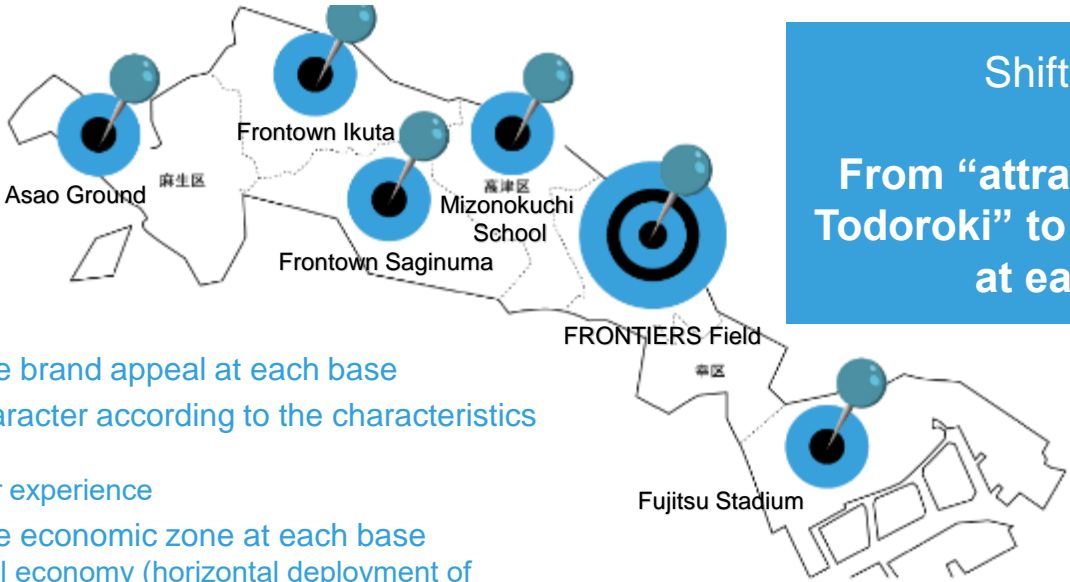 Shift
From “attra
Todoroki” to
at ea
Frontown Ikuta
麻生区
Asao Ground
高津区
Mizonokuchi
School
Frontown Saginuma
FRONTIERS Field
幸区
Fujitsu Stadium
e brand appeal at each base
aracter according to the characteristics
r experience
e economic zone at each base
l economy (horizontal deployment of